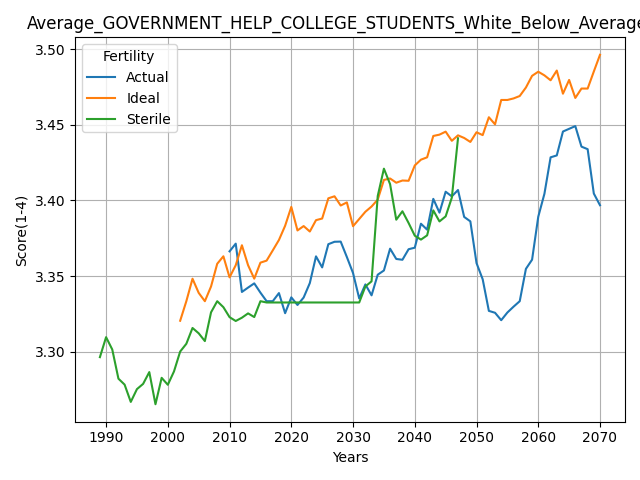 Average_GOVERNMENT_HELP_COLLEGE_STUDENTS_White_Below_Average
Fertility
Actual
Ideal
Sterile
Score(1-4)
3.50
3.45
3.40
3.35
3.30
1990 2000 2010 2020 2030 2040 2050 2060 2070
Years